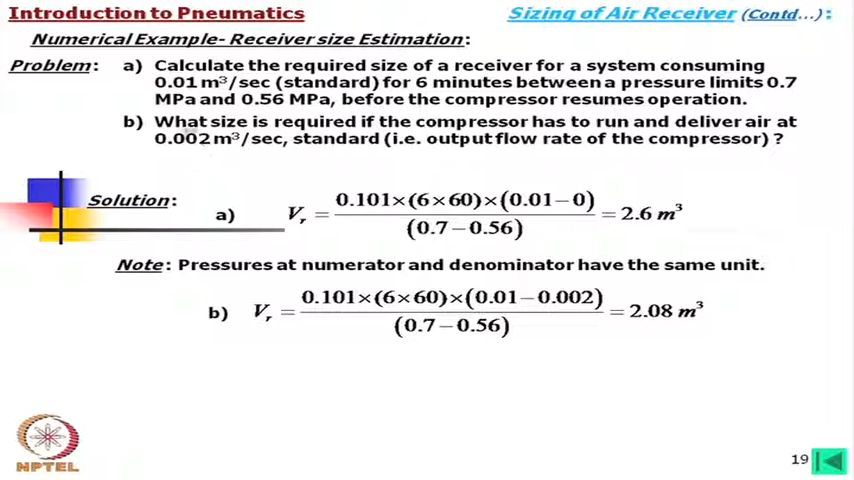 Introduction to Pneumatics
Sizing of Air Receiver (Contd...):
Numerical Example- Receiver size Estimation:
Problem: a) Calculate the required size of a receiver for a system consuming
0.01 m³/sec (standard) for 6 minutes between a pressure limits 0.7
MPa and 0.56 MPa, before the compressor resumes operation.
b) What size is required if the compressor has to run and deliver air at
0.002 m³/sec, standard (i.e. output flow rate of the compressor) ?
Solution:
a) Vᵣ = 0.101×(6×60)×(0.01−0) / (0.7−0.56) = 2.6 m³
Note: Pressures at numerator and denominator have the same unit.
b) Vᵣ = 0.101×(6×60)×(0.01−0.002) / (0.7−0.56) = 2.08 m³
NPTEL
19